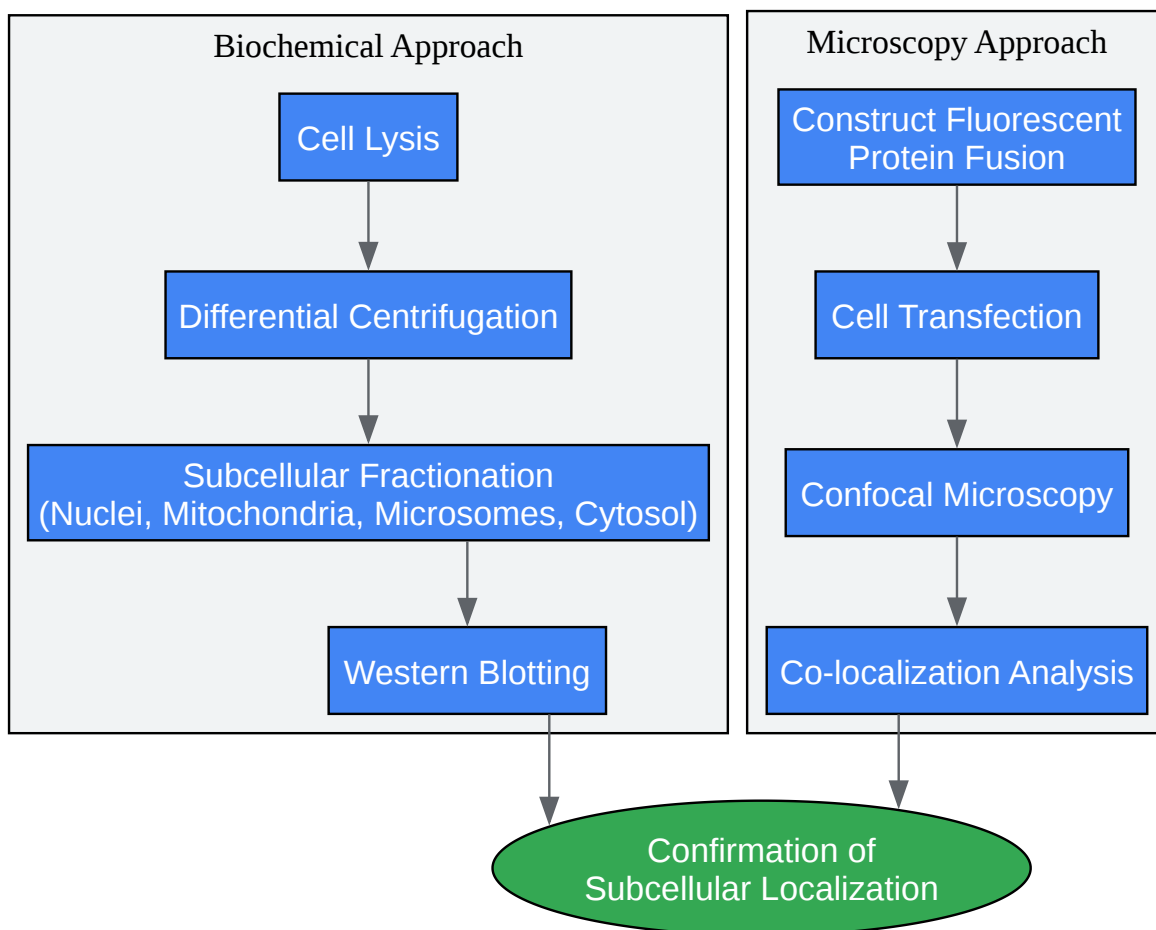 Biochemical Approach
Cell Lysis
Differential Centrifugation
Subcellular Fractionation
(Nuclei, Mitochondria, Microsomes, Cytosol)
Western Blotting
Microscopy Approach
Construct Fluorescent
Protein Fusion
Cell Transfection
Confocal Microscopy
Co-localization Analysis
Confirmation of
Subcellular Localization